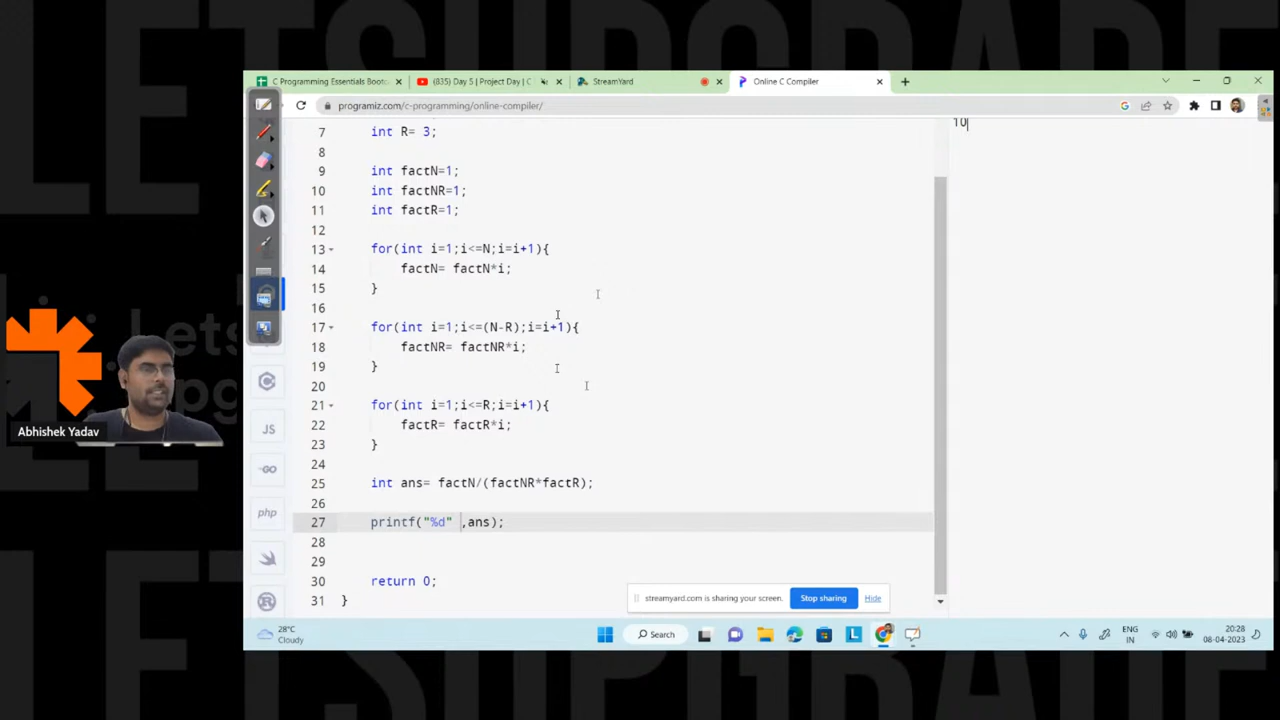 LETSUPGRADE
C Programming Essentials Bootc
(835) Day 5 | Project Day | C
StreamYard
Online C Compiler
programiz.com/c-programming/online-compiler/
10
7 int R= 3;
8
9 int factN=1;
10 int factNR=1;
11 int factR=1;
12
13 for(int i=1;i<=N;i=i+1){
14 factN= factN*i;
15 }
16
17 for(int i=1;i<=(N-R);i=i+1){
18 factNR= factNR*i;
19 }
20
21 for(int i=1;i<=R;i=i+1){
22 factR= factR*i;
23 }
24
25 int ans= factN/(factNR*factR);
26
27 printf("%d" ,ans);
28
29
30 return 0;
31 }
JS
GO
php
Abhishek Yadav
streamyard.com is sharing your screen.
Stop sharing
Hide
28°C
Cloudy
Search
ENG
IN
20:28
08-04-2023